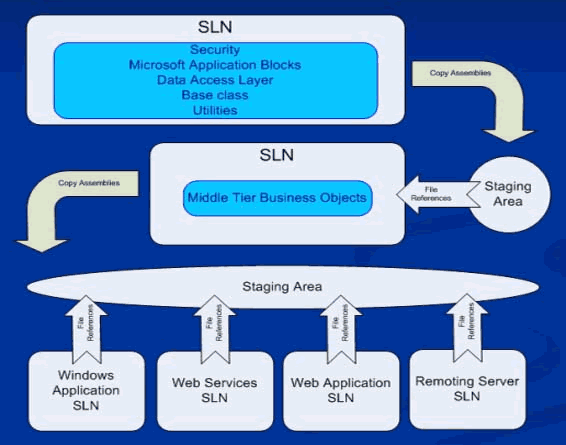 SLN
Security
Microsoft Application Blocks
Data Access Layer
Base class
Utilities
Copy Assemblies
SLN
Middle Tier Business Objects
File
References
Staging
Area
Copy Assemblies
Staging Area
File
References
File
References
File
References
File
References
Windows
Application
SLN
Web Services
SLN
Web Application
SLN
Remoting Server
SLN